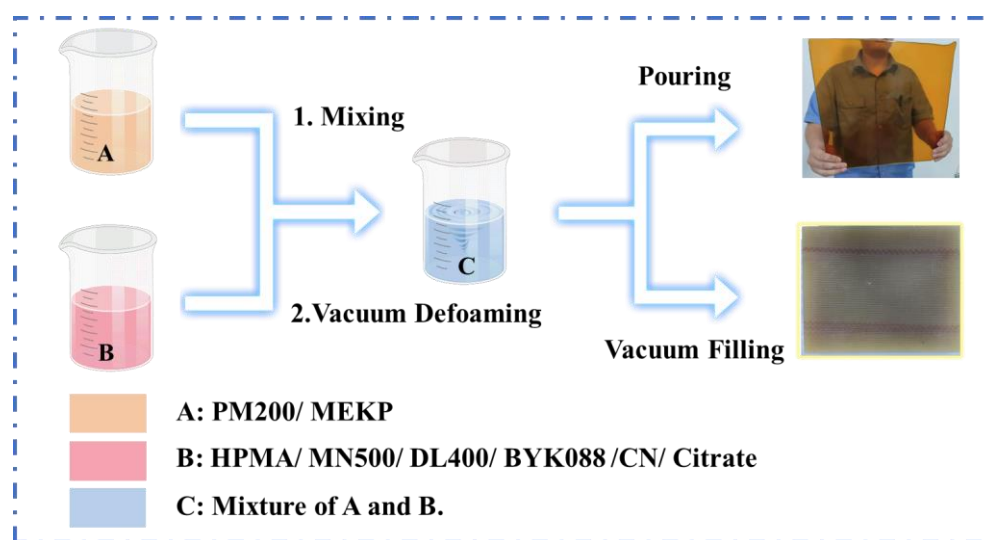 Pouring
1. Mixing
A
C
B
2.Vacuum Defoaming
Vacuum Filling
A: PM200/ MEKP
B: HPMA/ MN500/ DL400/ BYK088 /CN/ Citrate
C: Mixture of A and B.